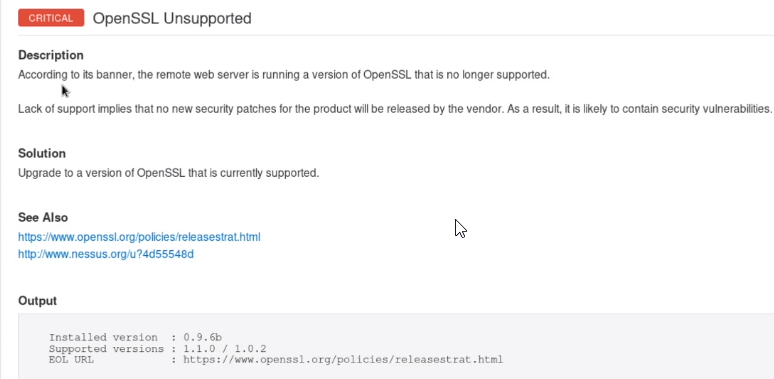 CRITICAL OpenSSL Unsupported
Description
According to its banner, the remote web server is running a version of OpenSSL that is no longer supported.
Lack of support implies that no new security patches for the product will be released by the vendor. As a result, it is likely to contain security vulnerabilities.
Solution
Upgrade to a version of OpenSSL that is currently supported.
See Also
https://www.openssl.org/policies/releasestrat.html
http://www.nessus.org/u?4d55548d
Output
Installed version : 0.9.6b
Supported versions : 1.1.0 / 1.0.2
EOL URL : https://www.openssl.org/policies/releasestrat.html